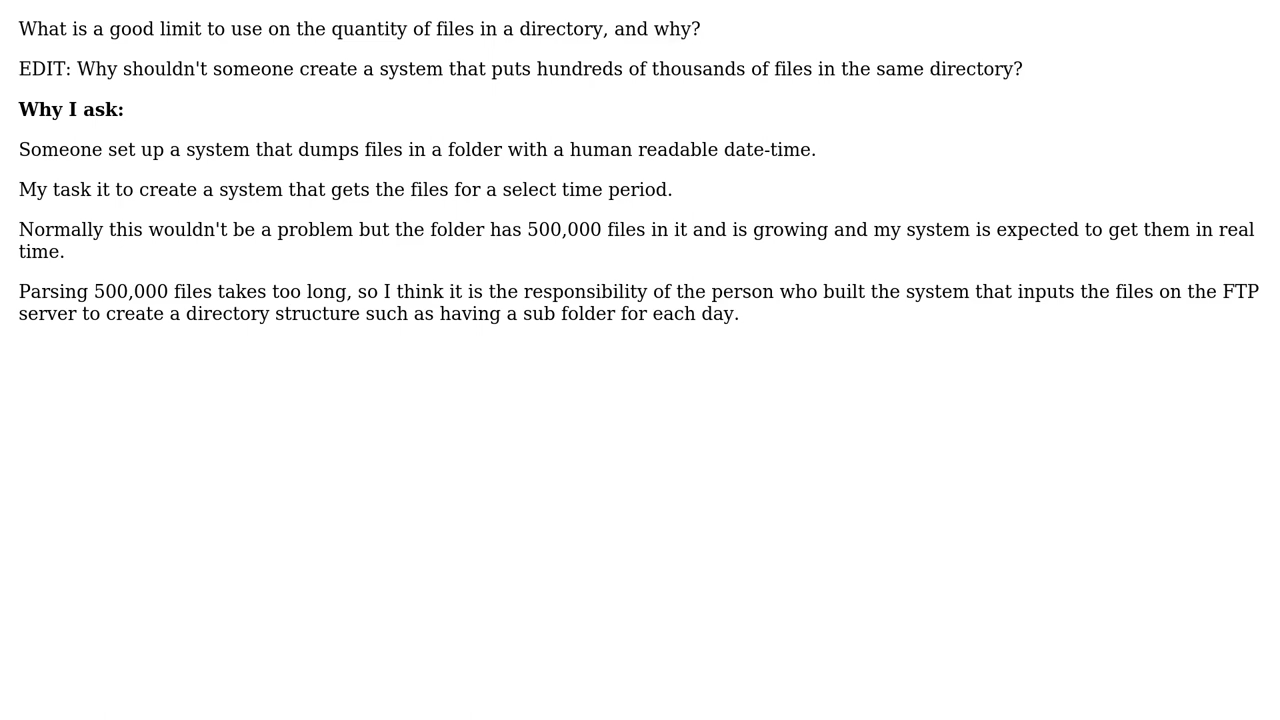 What is a good limit to use on the quantity of files in a directory, and why?
EDIT: Why shouldn't someone create a system that puts hundreds of thousands of files in the same directory?
Why I ask:
Someone set up a system that dumps files in a folder with a human readable date-time.
My task it to create a system that gets the files for a select time period.
Normally this wouldn't be a problem but the folder has 500,000 files in it and is growing and my system is expected to get them in real
time.
Parsing 500,000 files takes too long, so I think it is the responsibility of the person who built the system that inputs the files on the FTP
server to create a directory structure such as having a sub folder for each day.